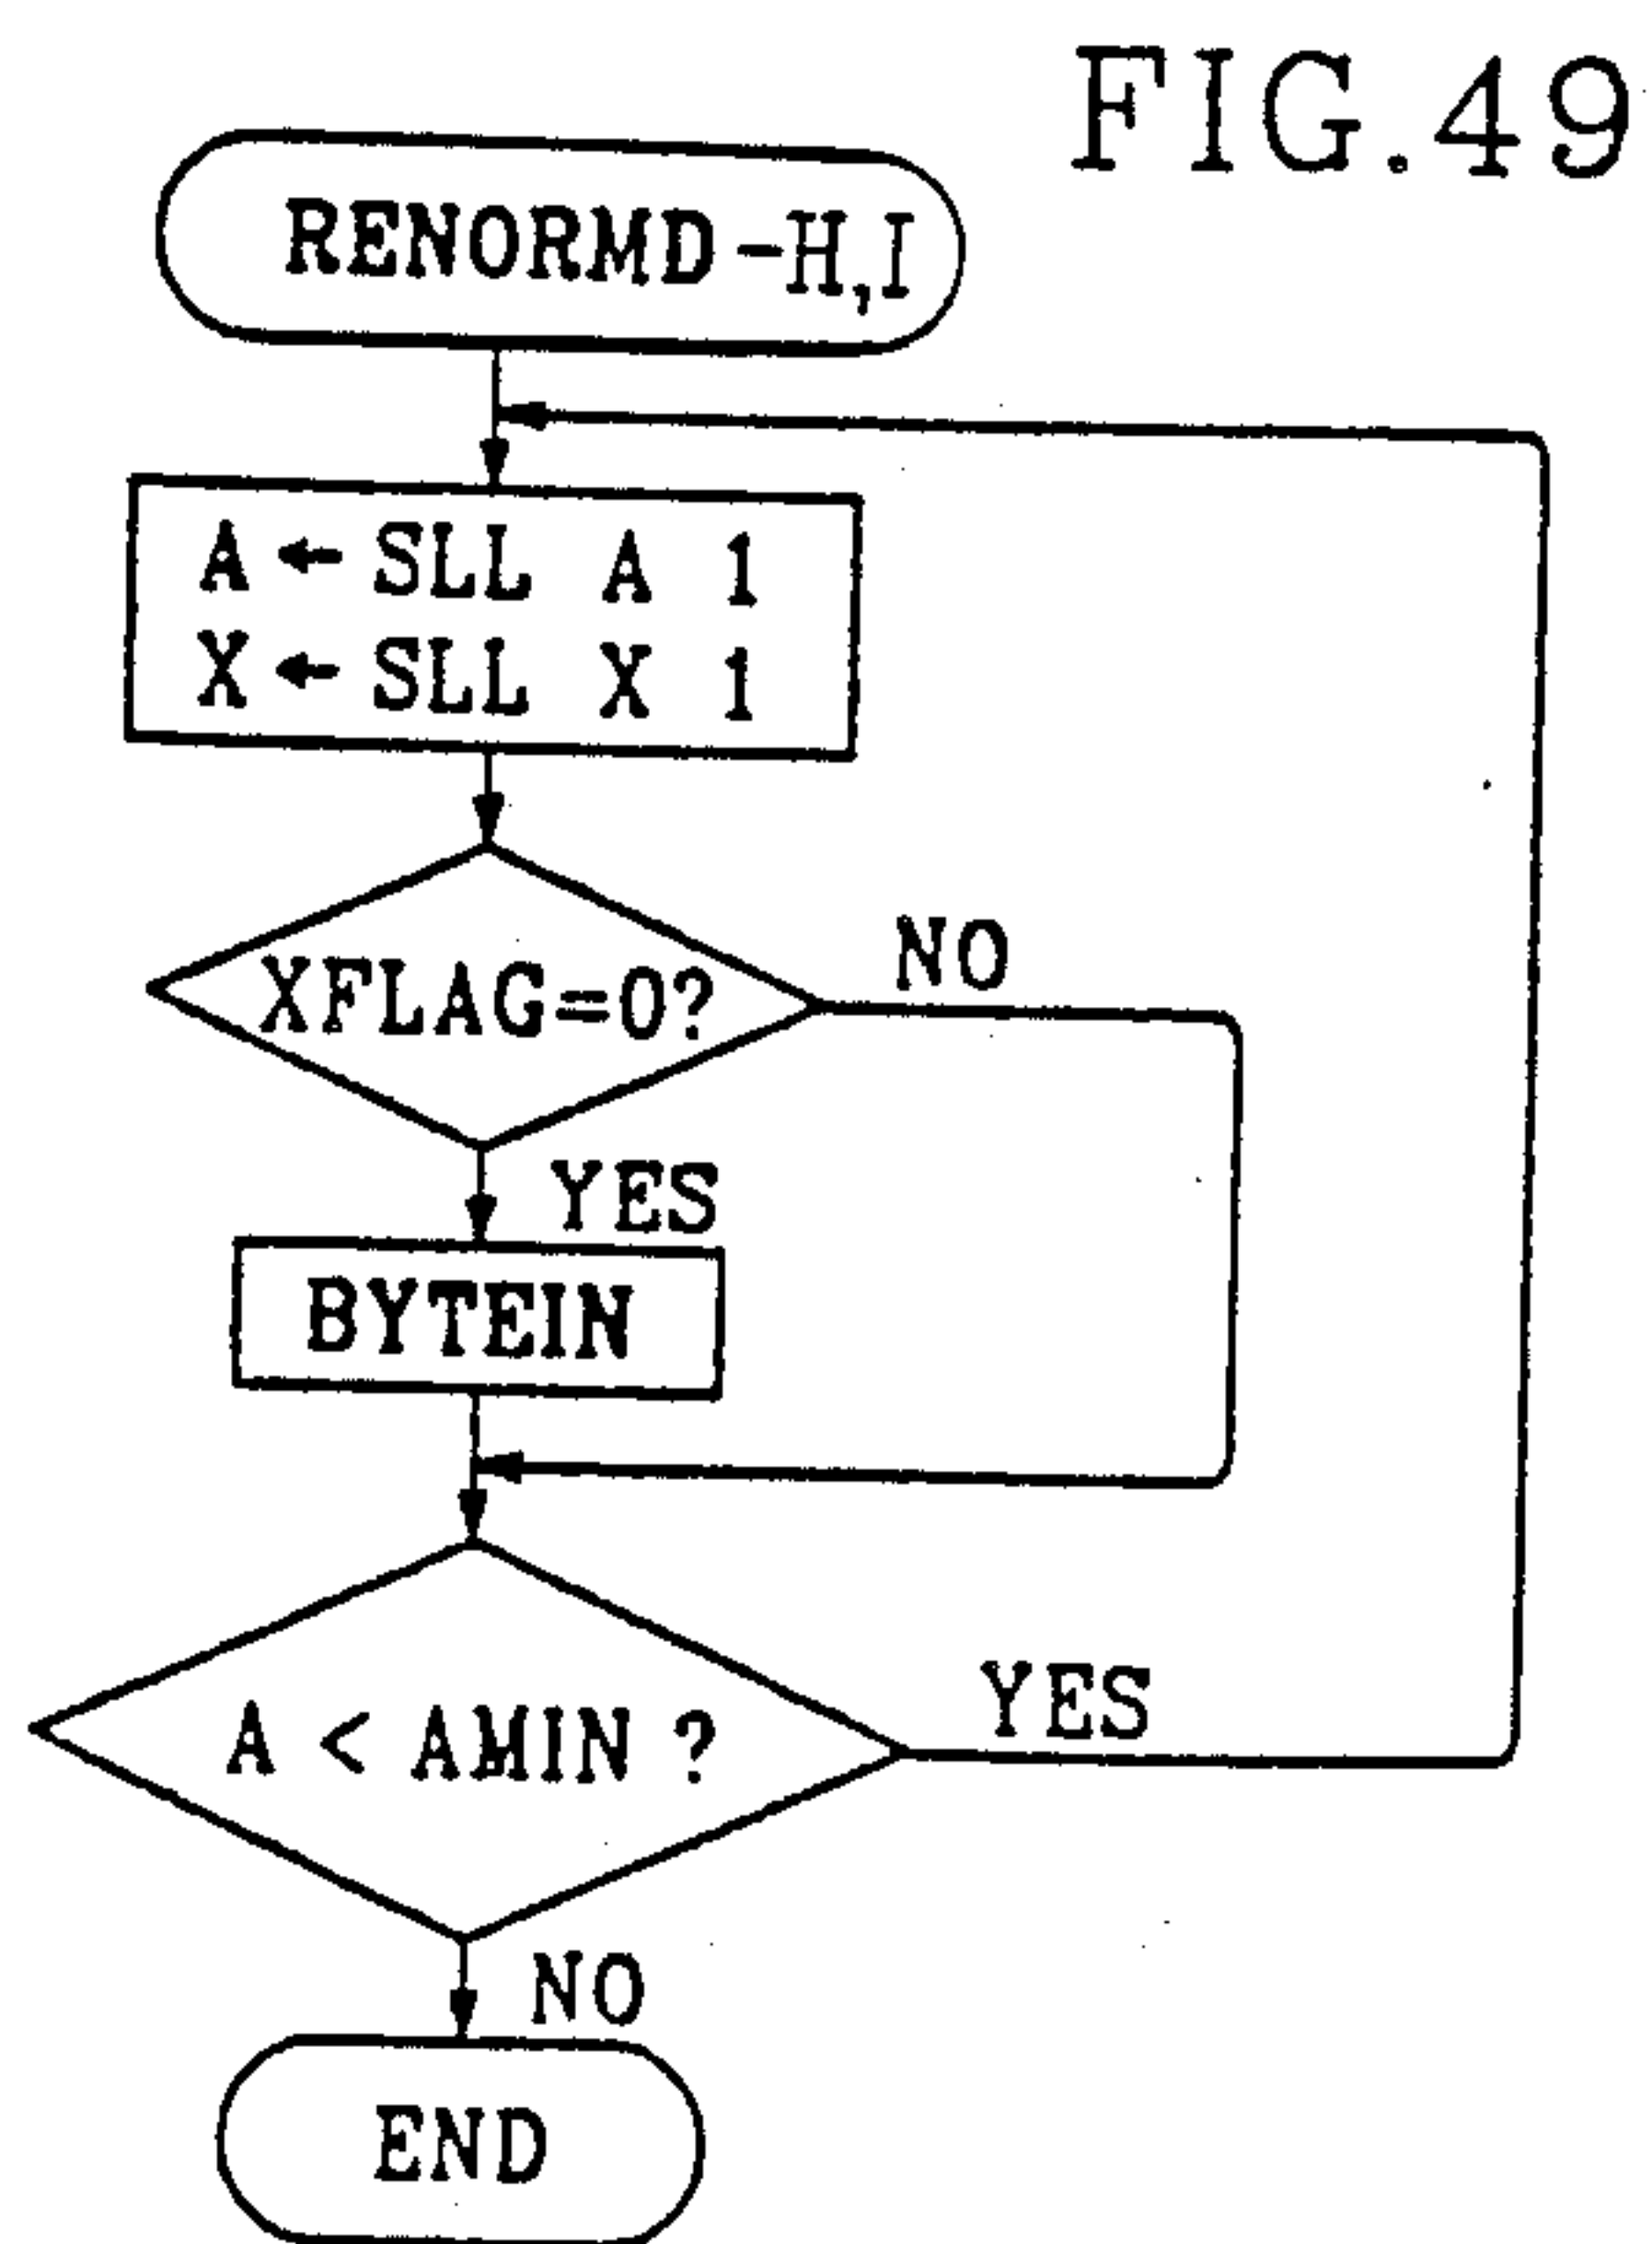 FIG.49
RENORMD-H,I
A ← SLL A 1
X ← SLL X 1
XFLAG=0?
NO
YES
BYTEIN
A < AMIN ?
YES
NO
END